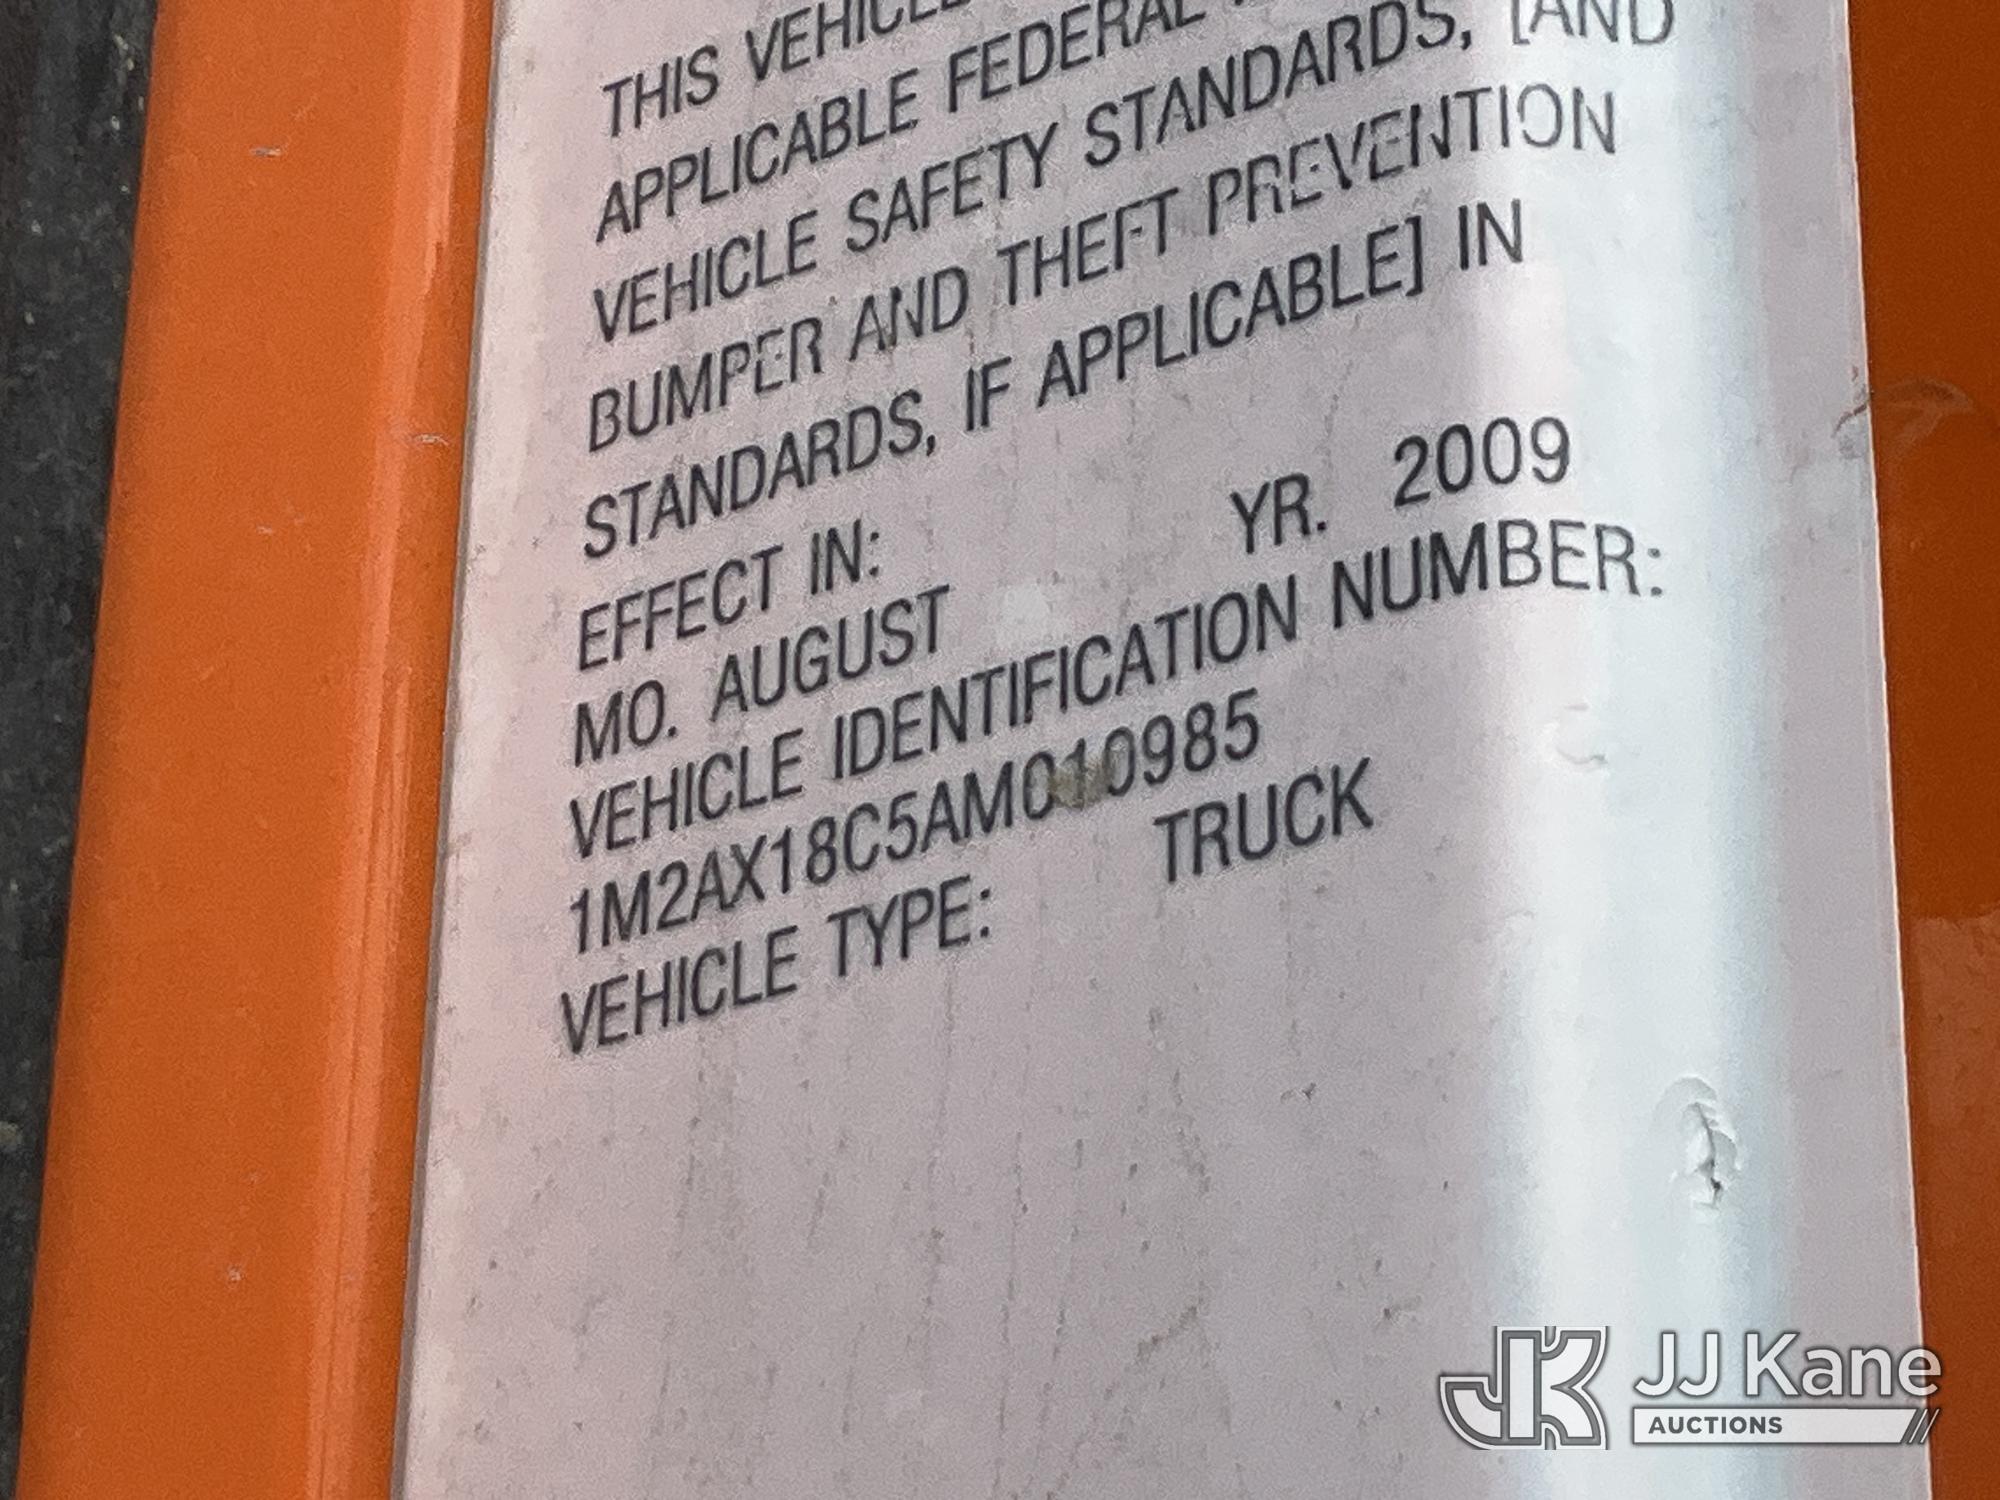 THIS VEHICLE
APPLICABLE FEDERAL
VEHICLE SAFETY STANDARDS, [AND
BUMPER AND THEFT PREVENTION
STANDARDS, IF APPLICABLE] IN
EFFECT IN:
MO. AUGUST YR. 2009
VEHICLE IDENTIFICATION NUMBER:
1M2AX18C5AM010985
VEHICLE TYPE: TRUCK
JK JJ Kane
AUCTIONS